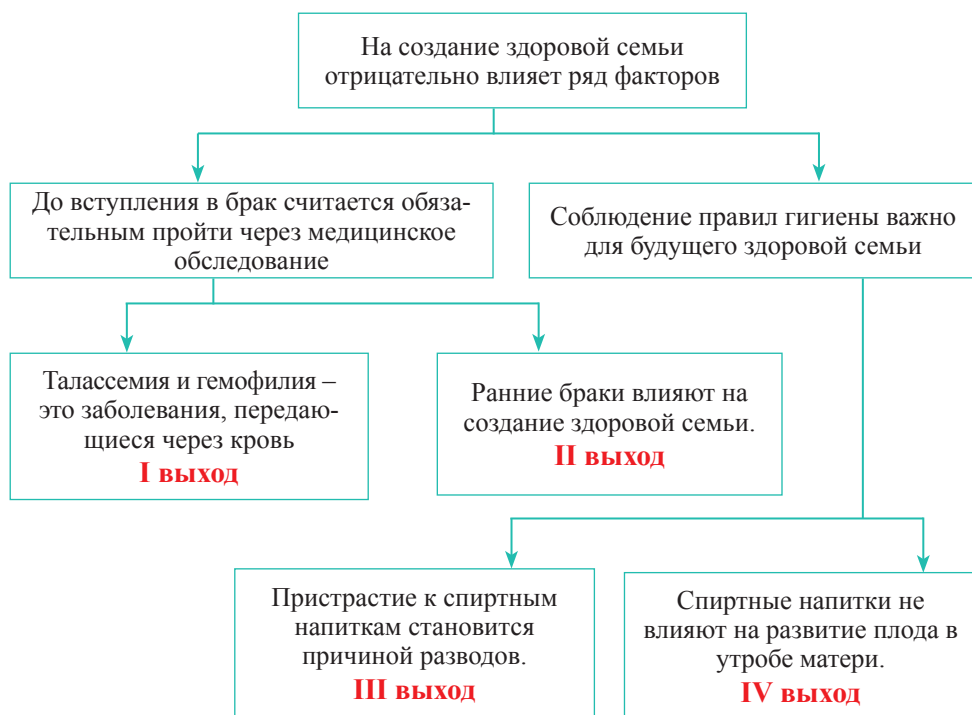 На создание здоровой семьи
отрицательно влияет ряд факторов
До вступления в брак считается обяза-
тельным пройти через медицинское
обследование
Соблюдение правил гигиены важно
для будущего здоровой семьи
Талассемия и гемофилия –
это заболевания, передаю-
щиеся через кровь
I выход
Ранние браки влияют на
создание здоровой семьи.
II выход
Пристрастие к спиртным
напиткам становится
причиной разводов.
III выход
Спиртные напитки не
влияют на развитие плода в
утробе матери.
IV выход